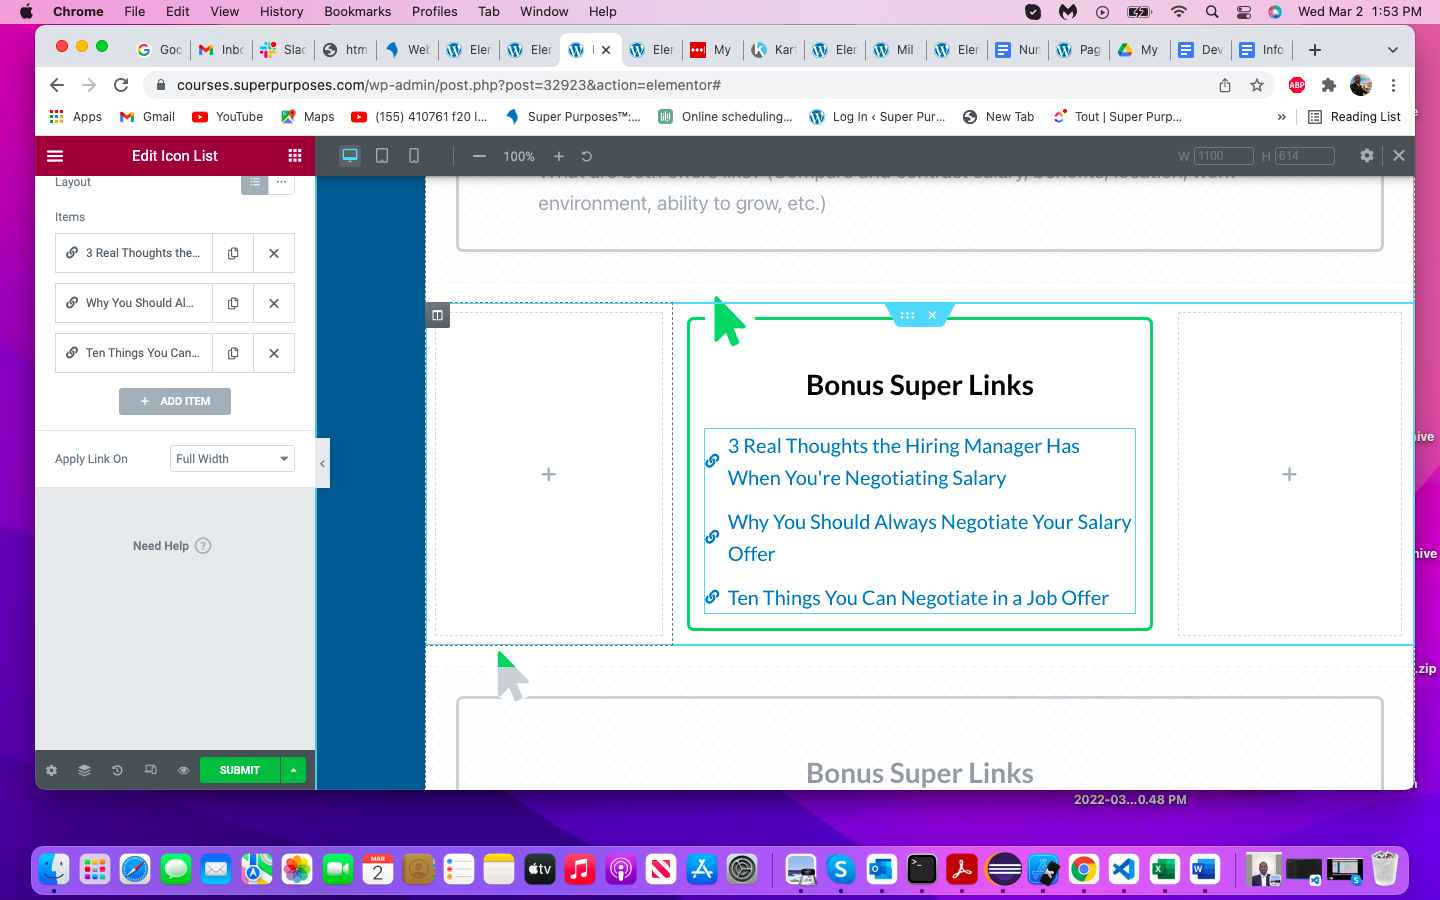 Chrome File Edit View History Bookmarks Profiles Tab Window Help Wed Mar 2 1:53 PM
Goo Inbc Slac htm Web Eler Eler Eler My Kar Eler Mil Eler Nun Pag My Dev Info
courses.superpurposes.com/wp-admin/post.php?post=32923&action=elementor# ABP
Apps Gmail YouTube Maps (155) 410761 f20 l... Super Purposes™:... Online scheduling... Log In ‹ Super Pur... New Tab Tout | Super Purp... » Reading List
Edit Icon List 100% W 1100 H 614
Layout
environment, ability to grow, etc.)
Items
3 Real Thoughts the...
Why You Should Al...
Ten Things You Can...
ADD ITEM
Apply Link On Full Width
Need Help ?
SUBMIT
Bonus Super Links
3 Real Thoughts the Hiring Manager Has
When You're Negotiating Salary
Why You Should Always Negotiate Your Salary
Offer
Ten Things You Can Negotiate in a Job Offer
Bonus Super Links
.zip
2022-03...0.48 PM
MAR
2
tv